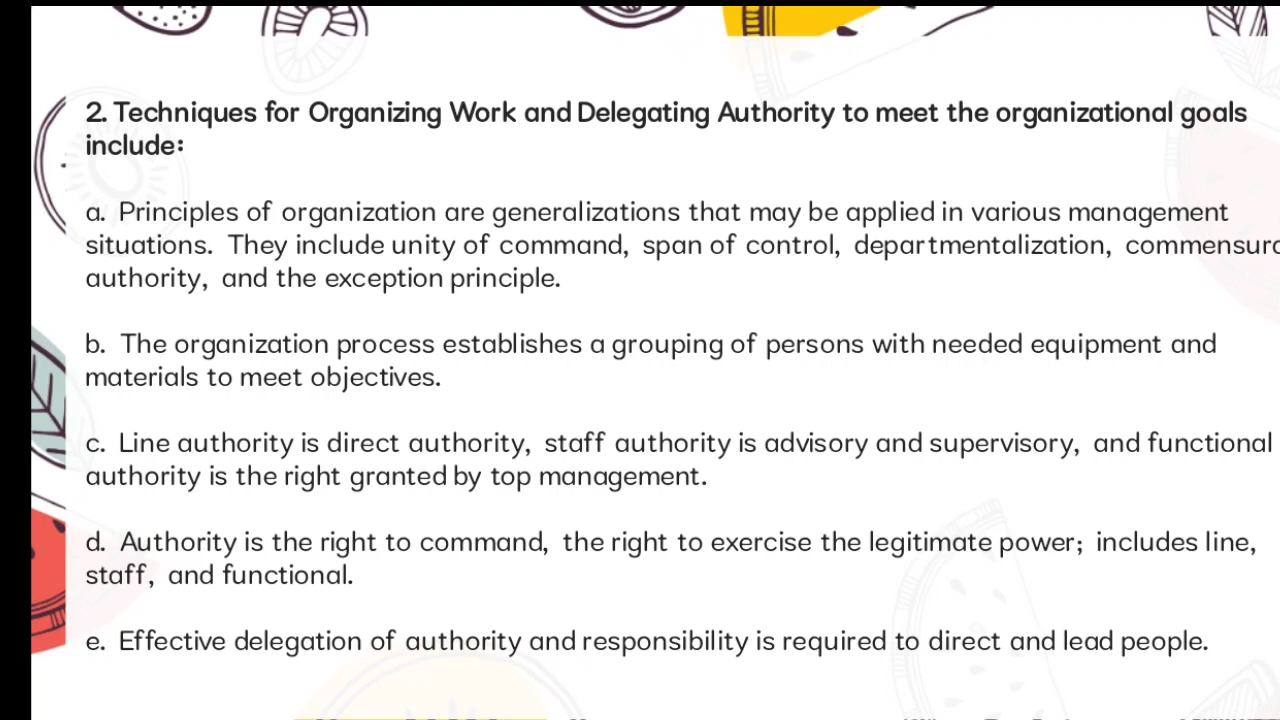 2. Techniques for Organizing Work and Delegating Authority to meet the organizational goals
include:
a. Principles of organization are generalizations that may be applied in various management
situations. They include unity of command, span of control, departmentalization,
authority, and the exception principle.
b. The organization process establishes a grouping of persons with needed equipment and
materials to meet objectives.
c. Line authority is direct authority, staff authority is advisory and supervisory, and functional
authority is the right granted by top management.
d. Authority is the right to command, the right to exercise the legitimate power; includes line,
staff, and functional.
e. Effective delegation of authority and responsibility is required to direct and lead people.